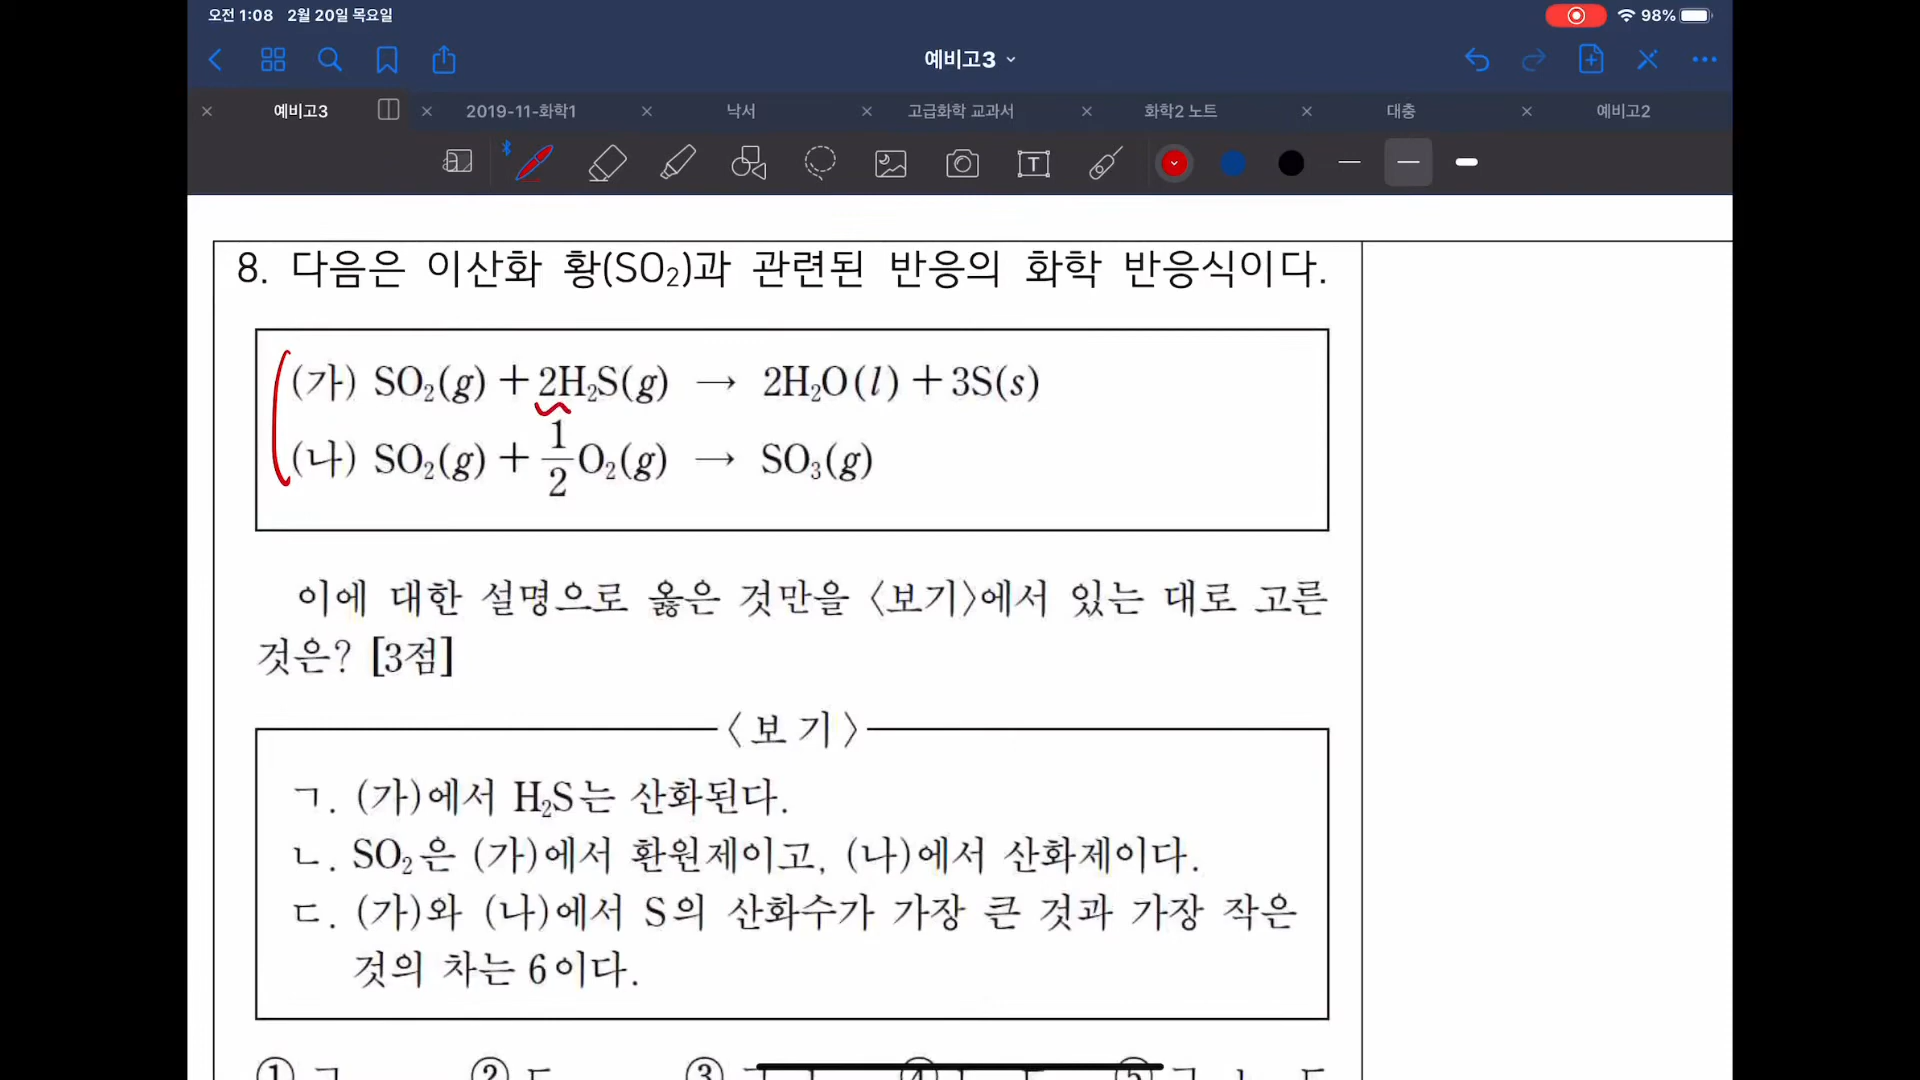 오전 1:08 2월 20일 목요일 98%
예비고3
예비고3 2019-11-화학1 낙서 고급화학 교과서 화학2 노트 대충 예비고2
8. 다음은 이산화 황(SO₂)과 관련된 반응의 화학 반응식이다.
(가) SO₂(g) + 2H₂S(g) → 2H₂O(l) + 3S(s)
(나) SO₂(g) + 1/2 O₂(g) → SO₃(g)
이에 대한 설명으로 옳은 것만을 〈보기〉에서 있는 대로 고른
것은? [3점]
〈보 기〉
ㄱ. (가)에서 H₂S는 산화된다.
ㄴ. SO₂은 (가)에서 환원제이고, (나)에서 산화제이다.
ㄷ. (가)와 (나)에서 S의 산화수가 가장 큰 것과 가장 작은
것의 차는 6이다.
① ② ③ ④ ⑤